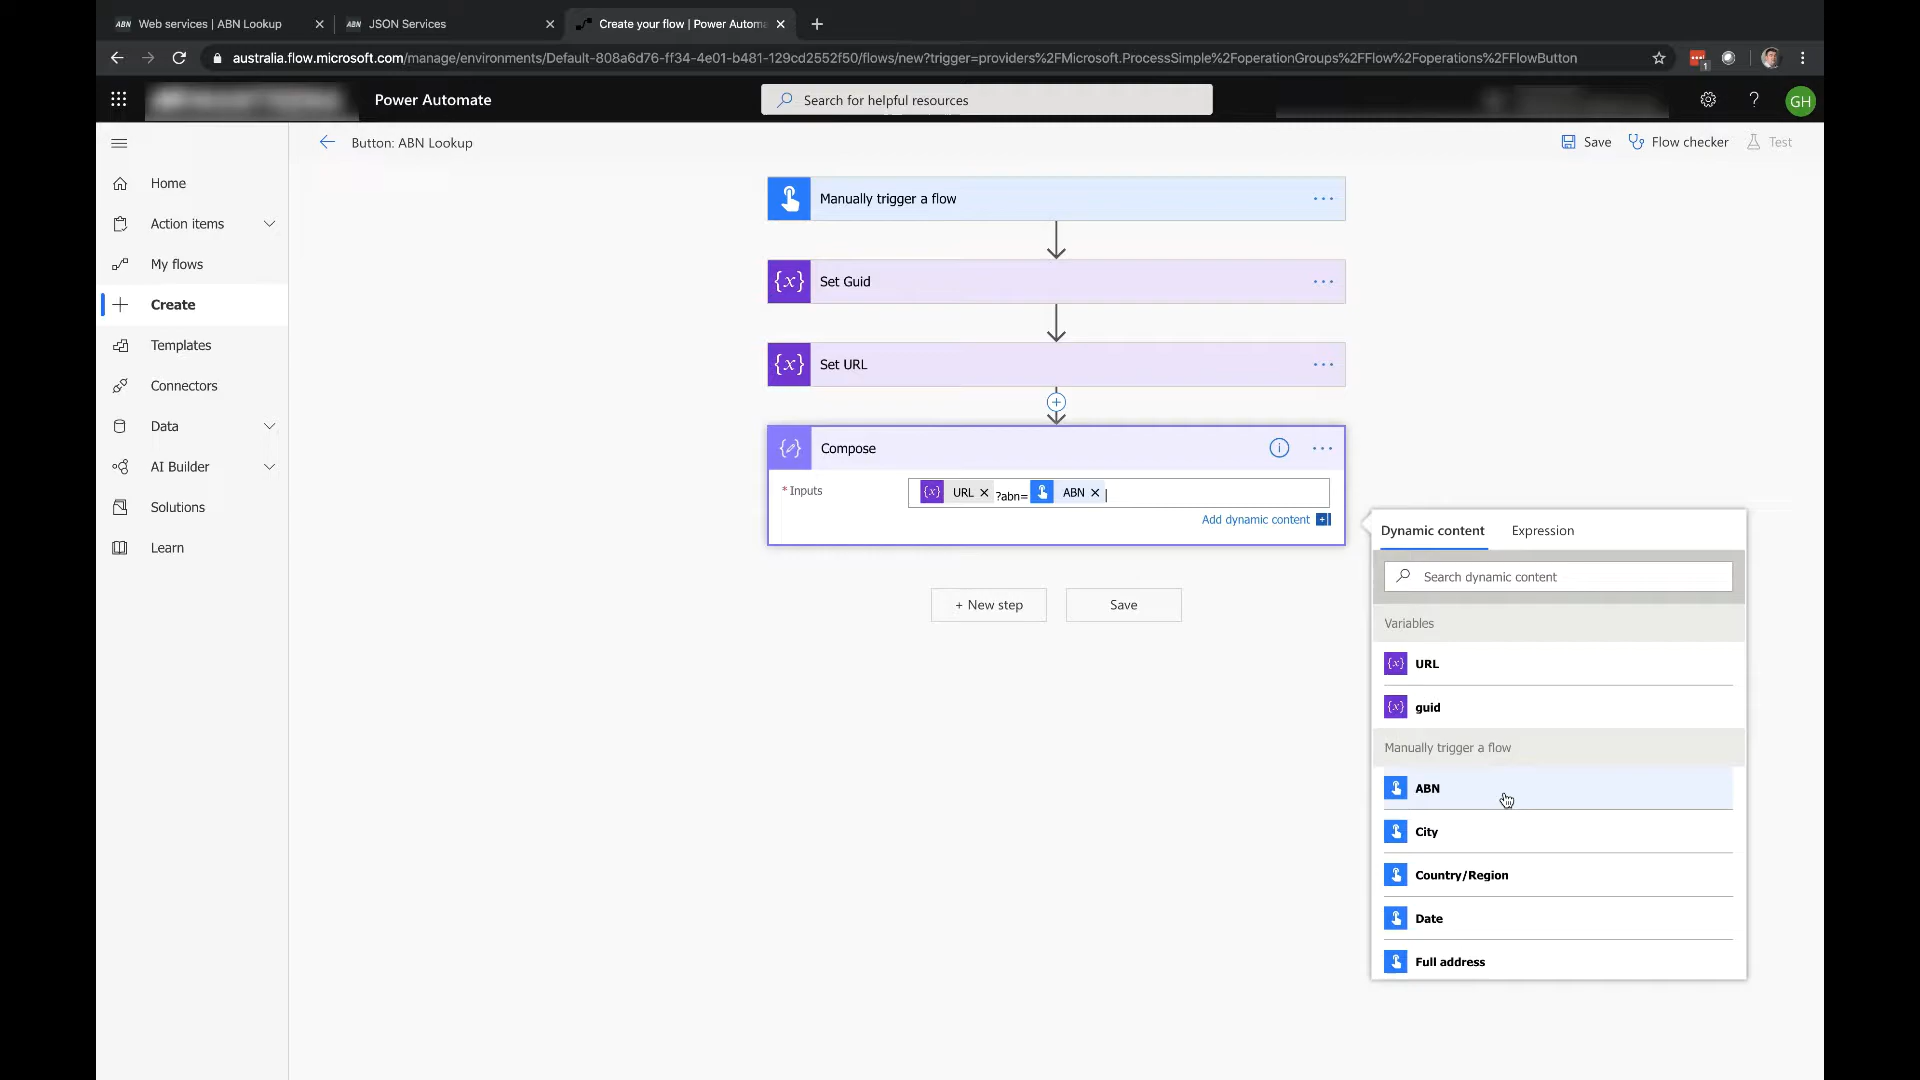 ABN Web services | ABN Lookup
ABN JSON Services
Create your flow | Power Autom
australia.flow.microsoft.com/manage/environments/Default-808a6d76-ff34-4e01-b481-129cd2552f50/flows/new?trigger=providers%2FMicrosoft.ProcessSimple%2FoperationGroups%2FFlow%2Foperations%2FFlowButton
1
Power Automate
Search for helpful resources
?
GH
Button: ABN Lookup
Save
Flow checker
Test
Home
Action items
My flows
Create
Templates
Connectors
Data
AI Builder
Solutions
Learn
Manually trigger a flow
{x} Set Guid
{x} Set URL
Compose
* Inputs
{x} URL ?abn= ABN
Add dynamic content
+ New step
Save
Dynamic content
Expression
Search dynamic content
Variables
{x} URL
{x} guid
Manually trigger a flow
ABN
City
Country/Region
Date
Full address